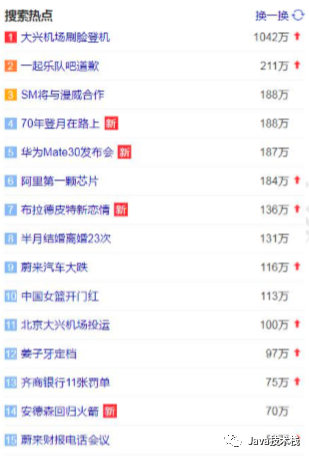 搜索热点 换一换
1 大兴机场刷脸登机 1042万
2 一起乐队吧道歉 211万
3 SM将与漫威合作 188万
4 70年登月在路上 新 188万
5 华为Mate30发布会 新 187万
6 阿里第一颗芯片 184万
7 布拉德皮特新恋情 新 136万
8 半月结婚离婚23次 131万
9 蔚来汽车大跌 116万
10 中国女篮开门红 113万
11 北京大兴机场投运 100万
12 姜子牙定档 97万
13 齐商银行11张罚单 75万
14 安德森回归火箭 新 70万
15 蔚来财报电话会议
Java技术栈